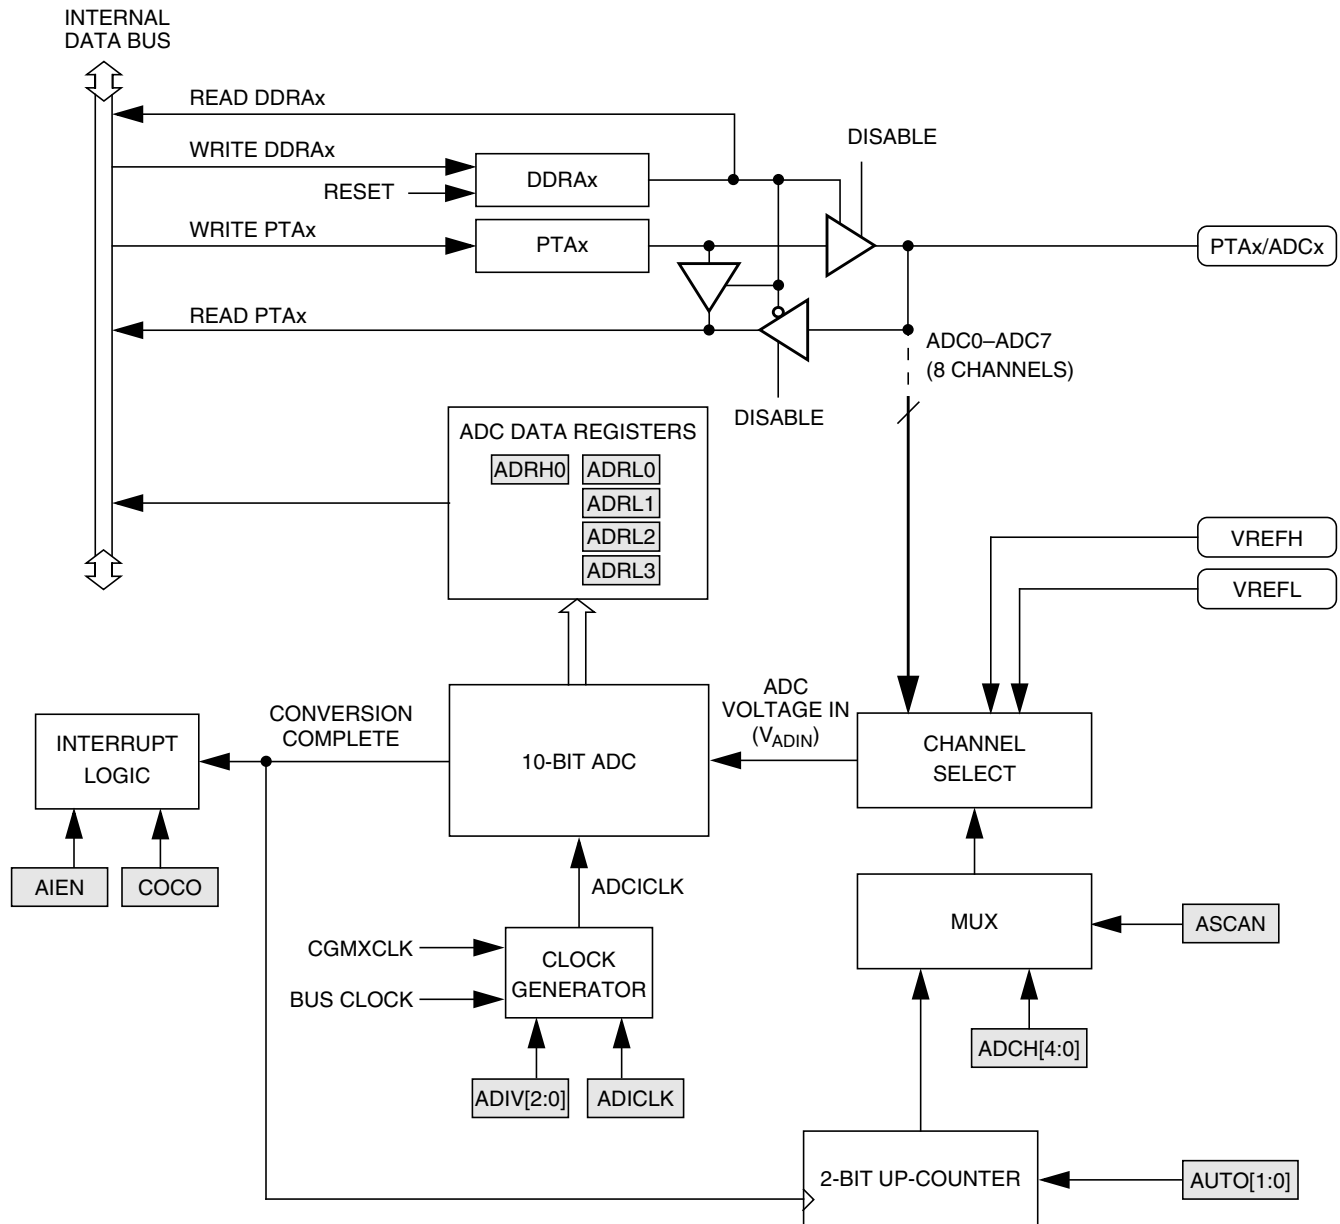 INTERNAL
DATA BUS
READ DDRAx
WRITE DDRAx
RESET
DDRAx
DISABLE
WRITE PTAx
PTAx
PTAx/ADCx
READ PTAx
DISABLE
ADC0–ADC7
(8 CHANNELS)
ADC DATA REGISTERS
ADRH0
ADRL0
ADRL1
ADRL2
ADRL3
VREFH
VREFL
INTERRUPT
LOGIC
CONVERSION
COMPLETE
10-BIT ADC
ADC
VOLTAGE IN
(VADIN)
CHANNEL
SELECT
AIEN
COCO
ADCICLK
MUX
ASCAN
CGMXCLK
BUS CLOCK
CLOCK
GENERATOR
ADCH[4:0]
ADIV[2:0]
ADICLK
2-BIT UP-COUNTER
AUTO[1:0]